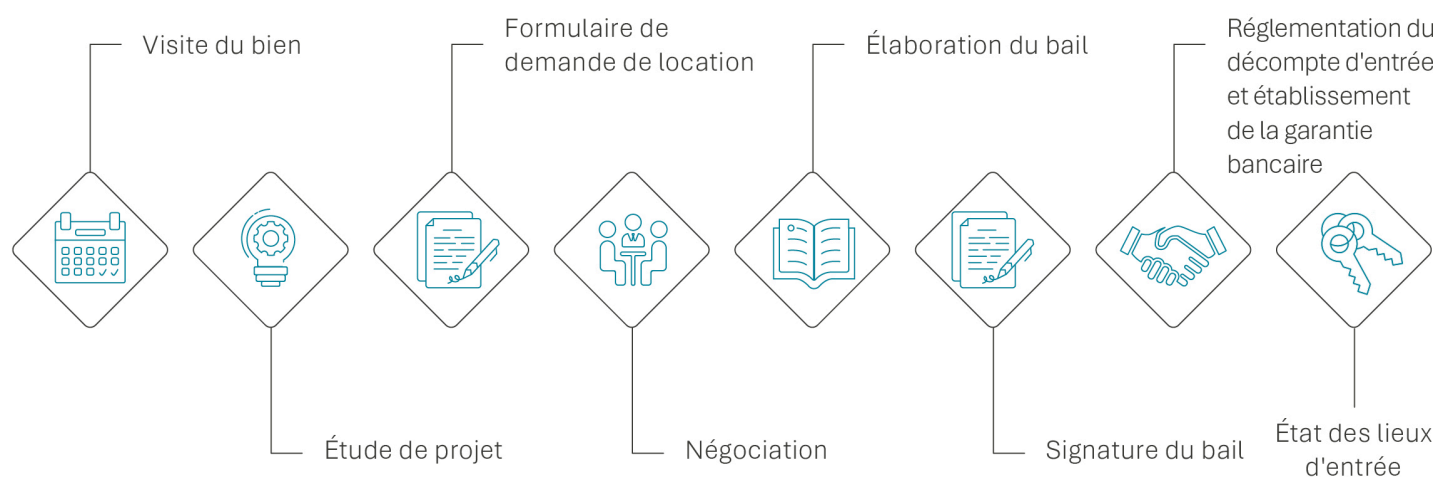 Visite du bien
Étude de projet
Formulaire de
demande de location
Négociation
Élaboration du bail
Signature du bail
Réglementation du
décompte d'entrée
et établissement
de la garantie
bancaire
État des lieux
d'entrée